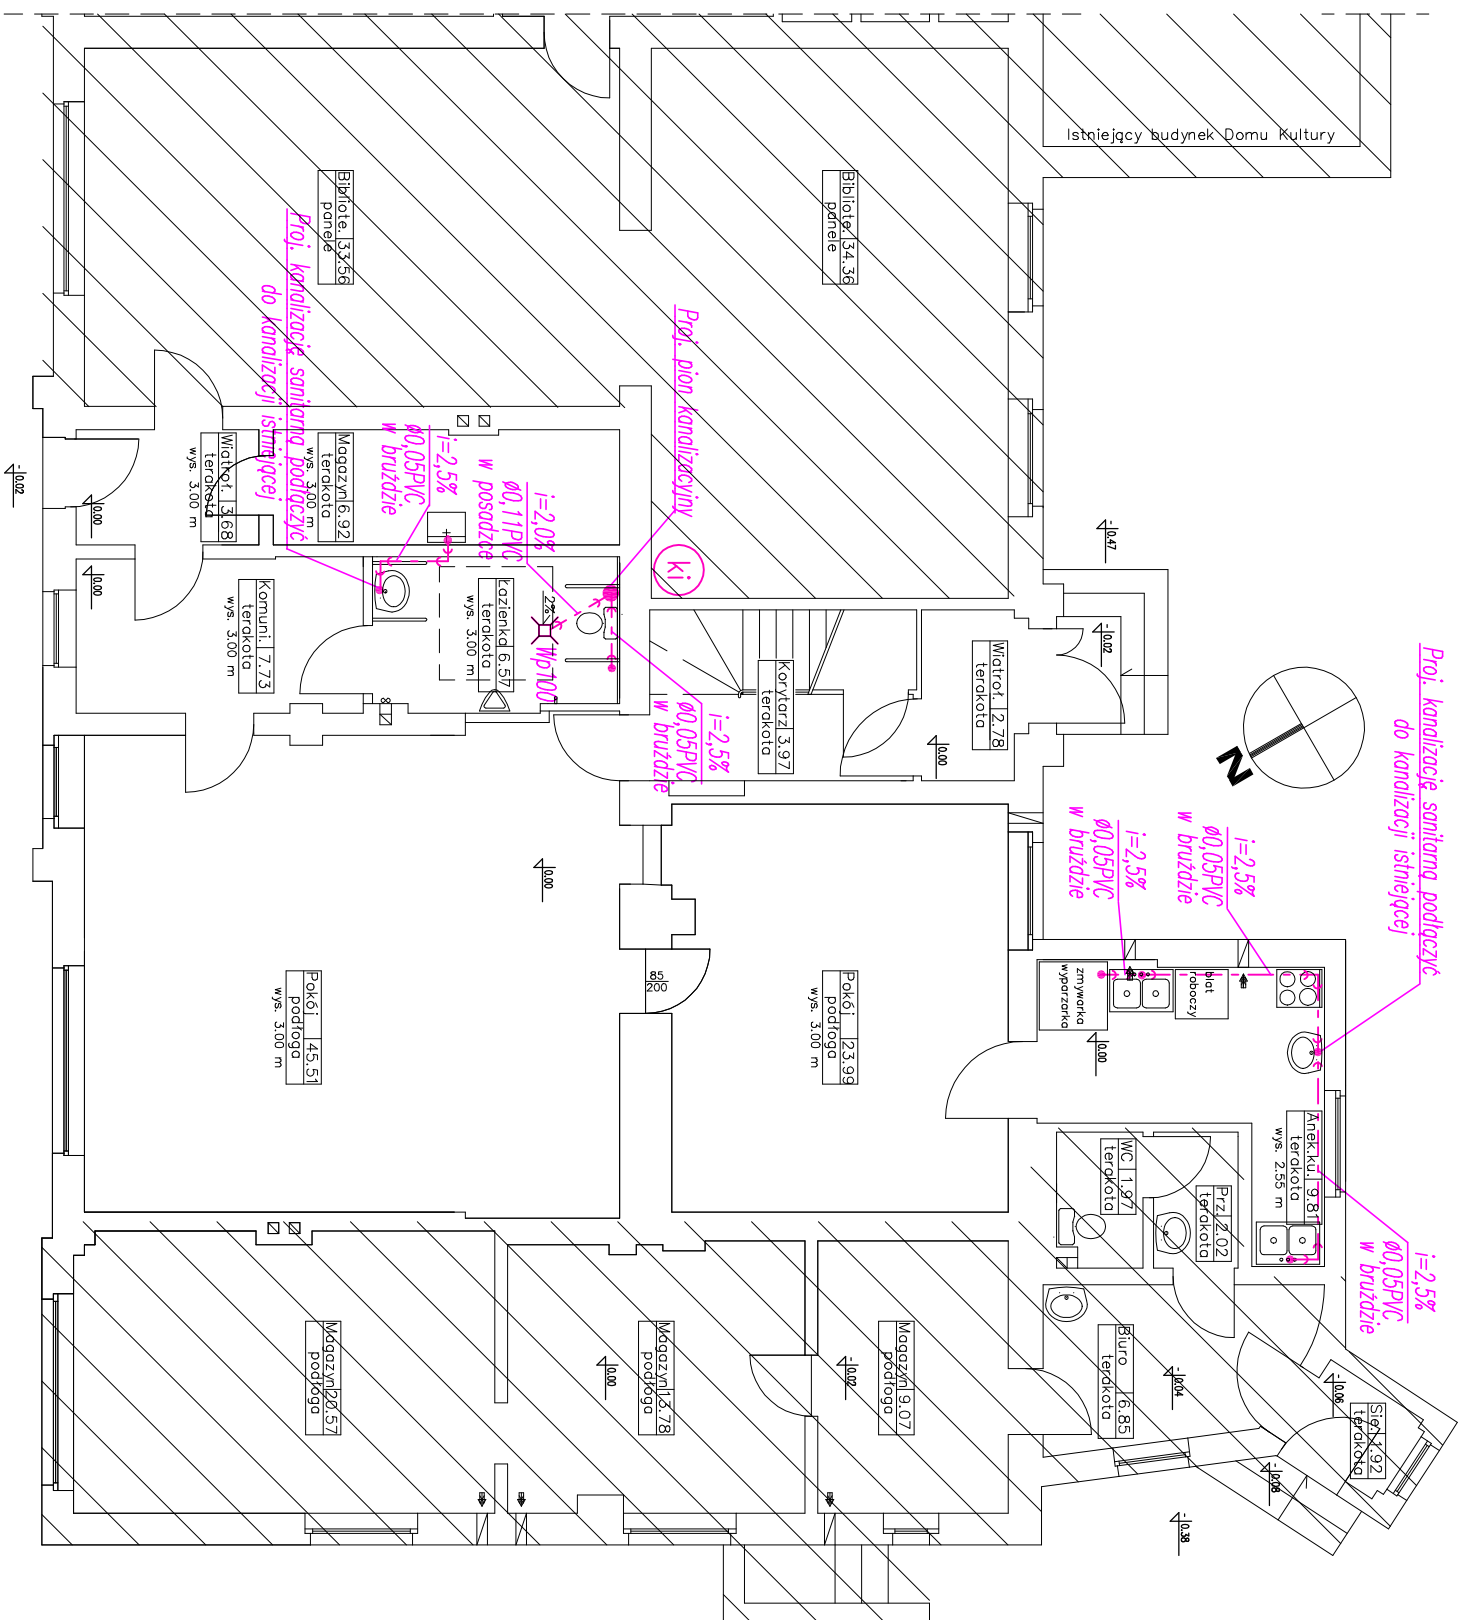 Istniejący budynek Domu Kultury
Bibliote. 33.56
panele
Bibliote. 34.36
panele
Proj. kanalizację sanitarną podłączyć
do kanalizacji istniejącej
Proj. pion kanalizacyjny
ki
Magazyn 6.92
terakota
wys. 3.00 m
Wiatroł. 3.68
terakota
wys. 3.00 m
i=2,5%
ø0,05PVC
w bruździe
i=2,0%
ø0,11PVC
w posadzce
-0.02
0.00
0.00
Komuni. 7.73
terakota
wys. 3.00 m
Łazienka 6.57
terakota
wys. 3.00 m
2%
Wp100
i=2,5%
ø0,05PVC
w bruździe
Korytarz 3.97
terakota
Wiatroł. 2.78
terakota
-0.47
-0.02
0.00
N
Proj. kanalizację sanitarną podłączyć
do kanalizacji istniejącej
i=2,5%
ø0,05PVC
w bruździe
i=2,5%
ø0,05PVC
w bruździe
0.00
85
200
Pokój 45.51
podłoga
wys. 3.00 m
Pokój 23.99
podłoga
wys. 3.00 m
zmywarka
wyparzarka
blat
roboczy
0.00
Anek.ku. 9.81
terakota
wys. 2.55 m
WC 1.97
terakota
Prz. 2.02
terakota
i=2,5%
ø0,05PVC
w bruździe
Magazyn 20.57
podłoga
Magazyn 13.78
podłoga
Magazyn 9.07
podłoga
Biuro 6.85
terakota
Sień 1.92
terakota
0.00
-0.02
-0.04
-0.06
-0.08
-0.38